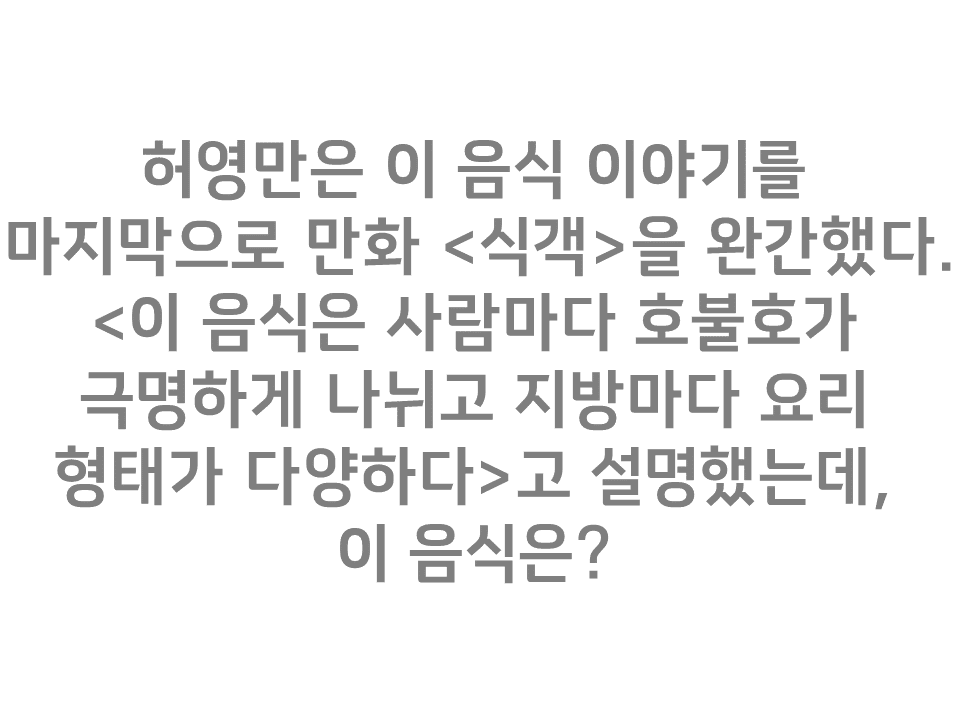 허영만은 이 음식 이야기를
마지막으로 만화 <식객>을 완간했다.
<이 음식은 사람마다 호불호가
극명하게 나뉘고 지방마다 요리
형태가 다양하다>고 설명했는데,
이 음식은?